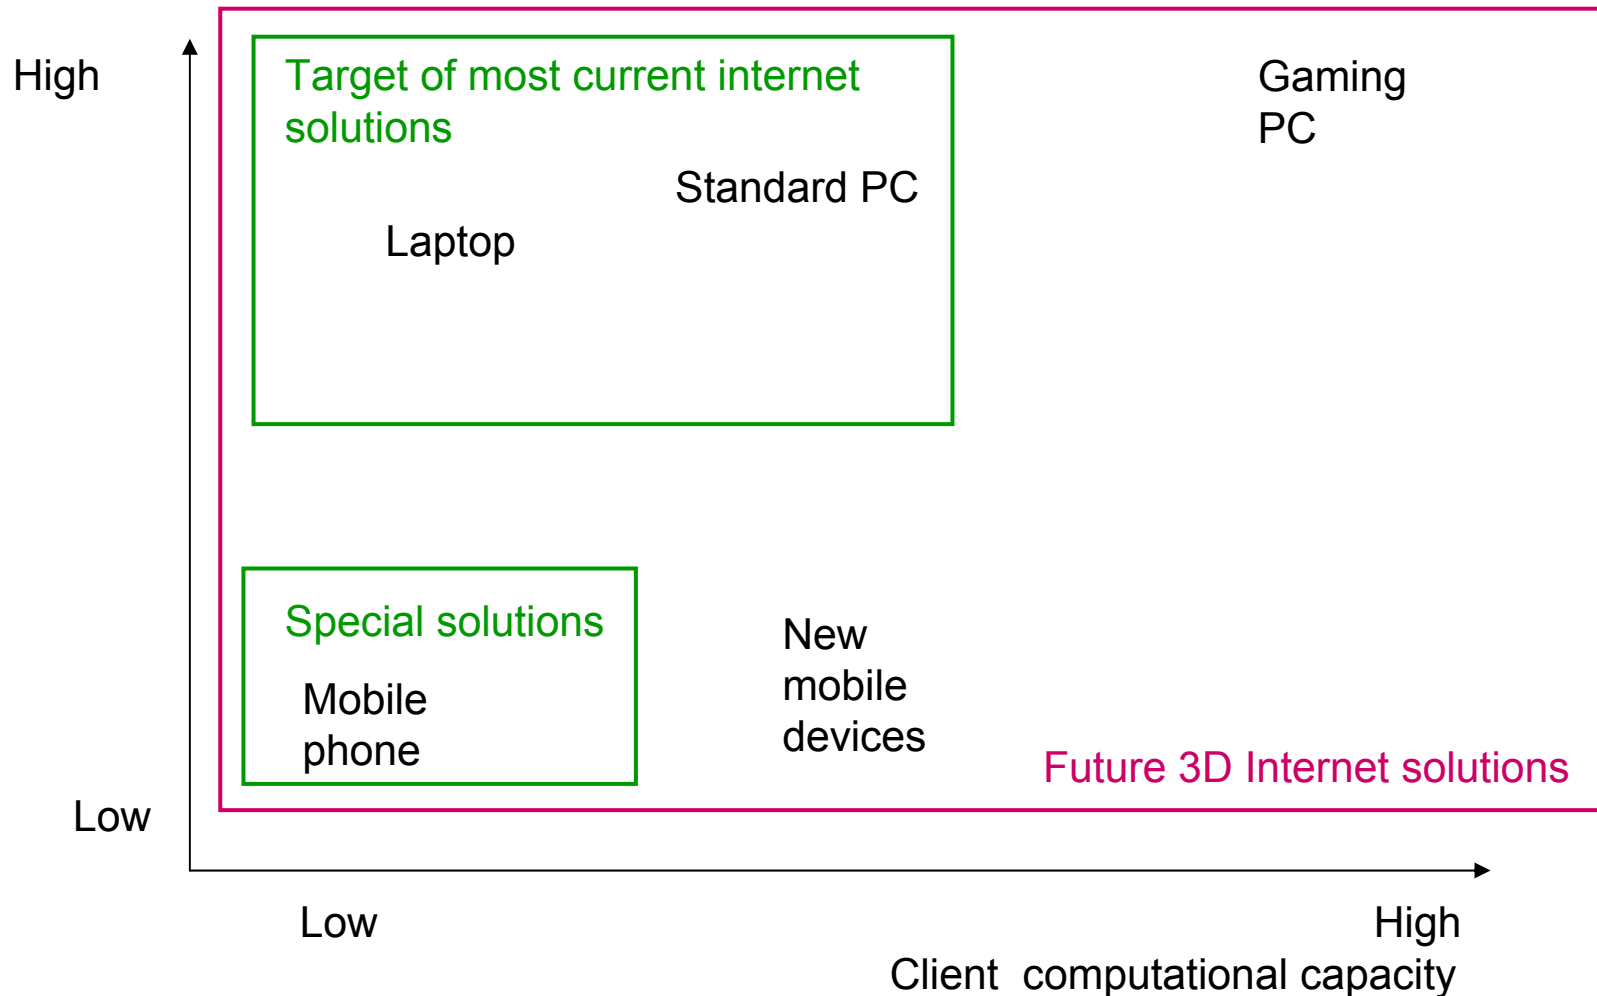 High
Target of most current internet
solutions
Gaming
PC
Standard PC
Laptop
Special solutions
Mobile
phone
New
mobile
devices
Future 3D Internet solutions
Low
Low
High
Client  computational capacity